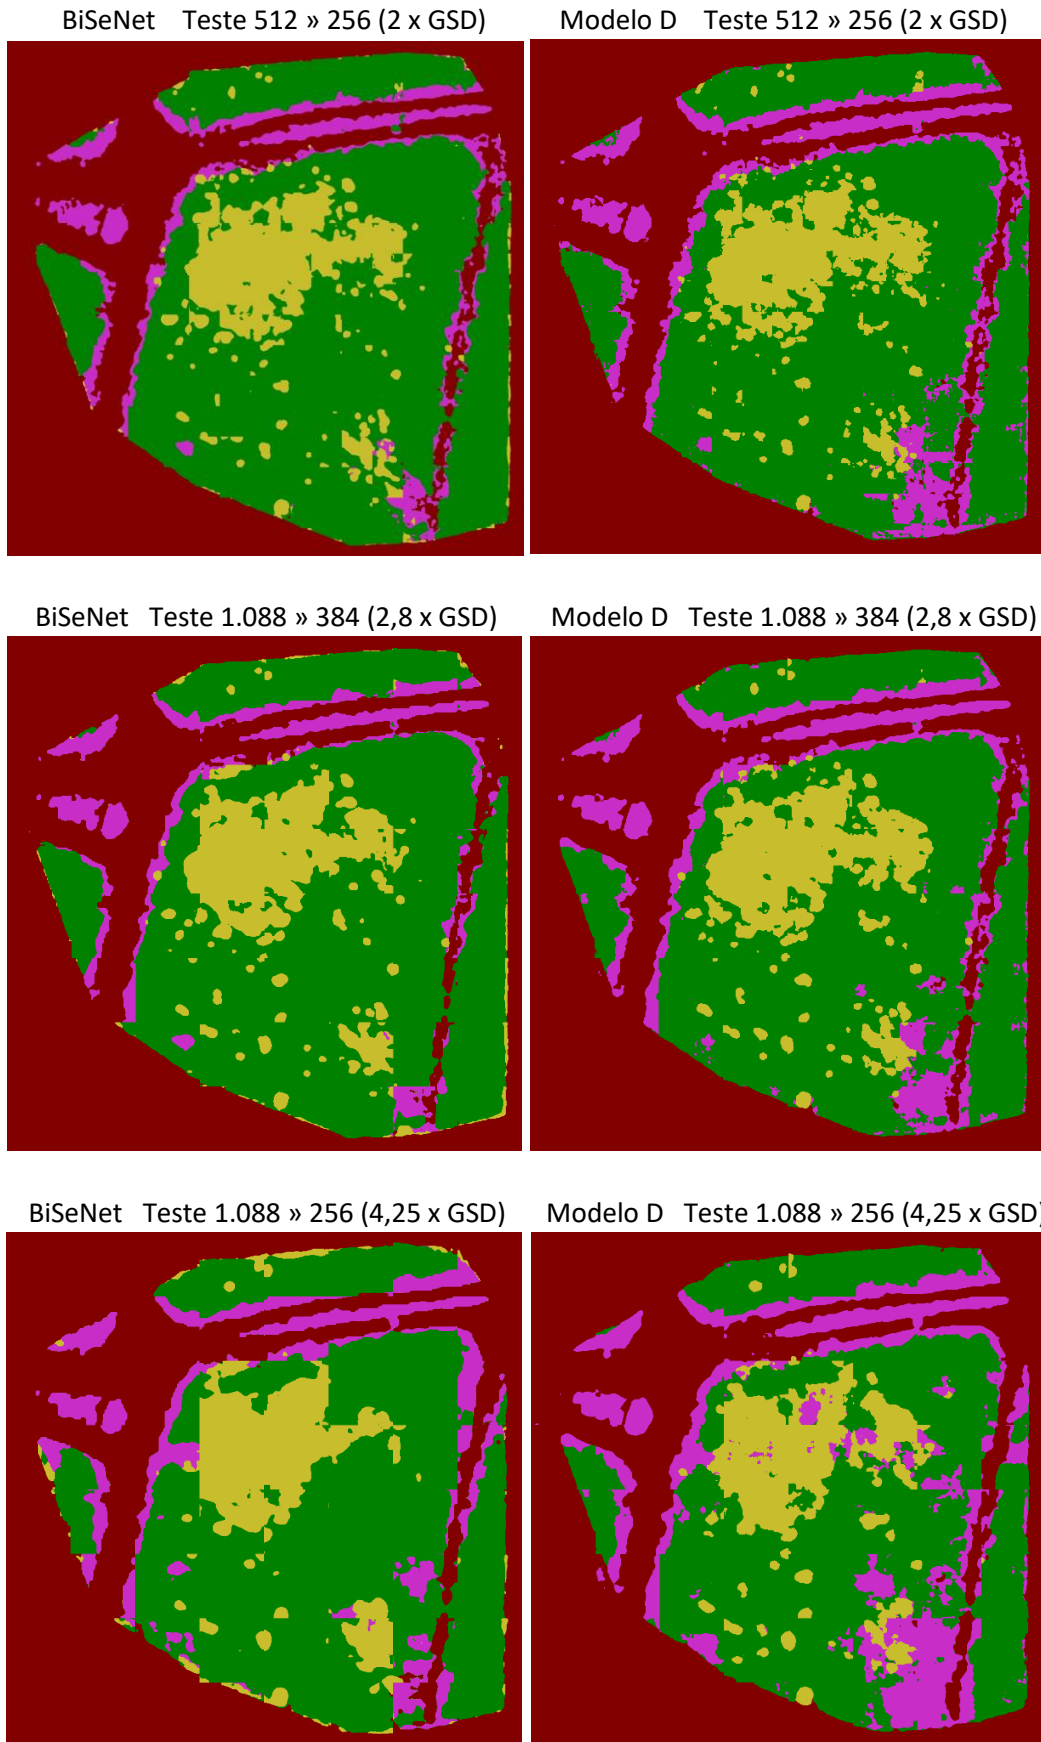 BiSeNet Teste 512 » 256 (2 x GSD)
Modelo D Teste 512 » 256 (2 x GSD)
BiSeNet Teste 1.088 » 384 (2,8 x GSD)
Modelo D Teste 1.088 » 384 (2,8 x GSD)
BiSeNet Teste 1.088 » 256 (4,25 x GSD)
Modelo D Teste 1.088 » 256 (4,25 x GSD)